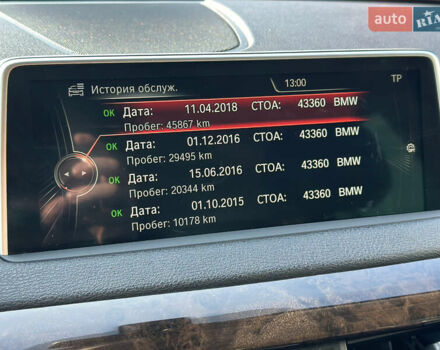 auto RIA
История обслуж.
13:00
TP
OK Дата: 11.04.2018 СТОА: 43360 BMW
Пробег: 45867 km
OK Дата: 01.12.2016 СТОА: 43360 BMW
Пробег: 29495 km
OK Дата: 15.06.2016 СТОА: 43360 BMW
Пробег: 20344 km
OK Дата: 01.10.2015 СТОА: 43360 BMW
Пробег: 10178 km